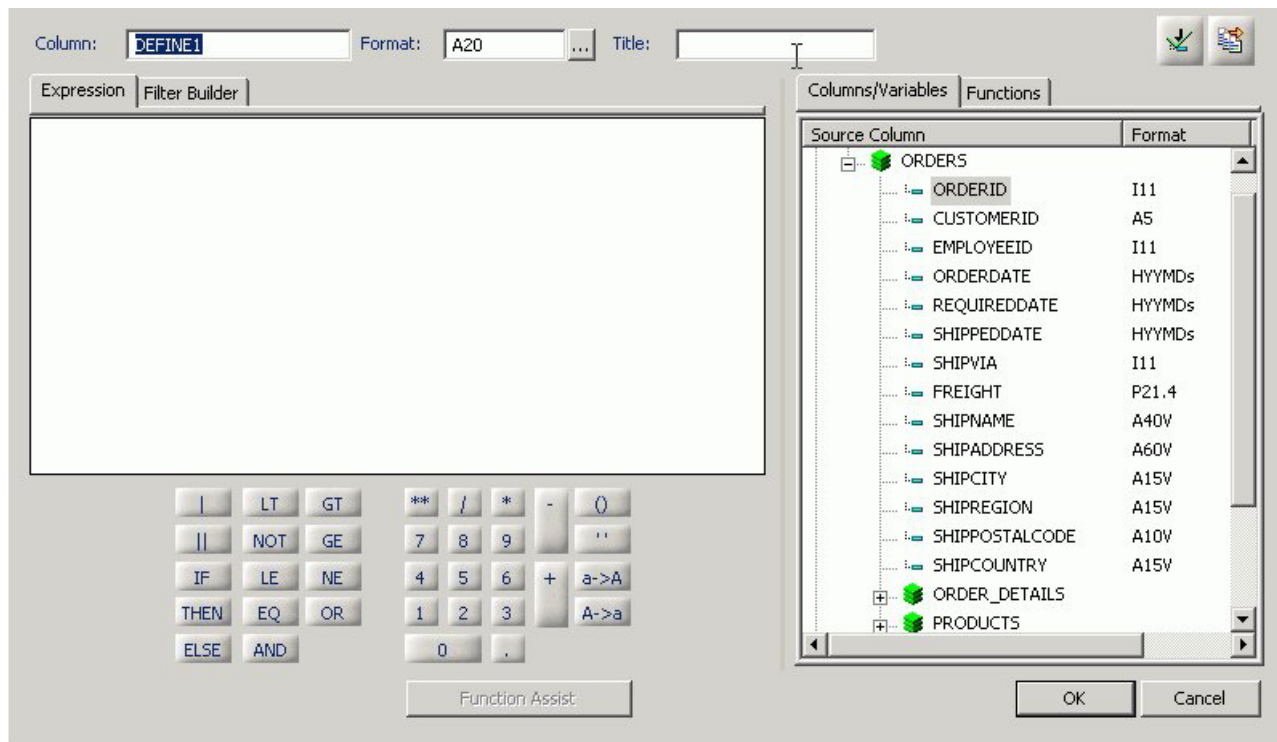 Column: DEFINE1 Format: A20 ... Title:
Expression Filter Builder
Columns/Variables Functions
Source Column Format
ORDERS
ORDERID I11
CUSTOMERID A5
EMPLOYEEID I11
ORDERDATE HYYMDs
REQUIREDDATE HYYMDs
SHIPPEDDATE HYYMDs
SHIPVIA I11
FREIGHT P21.4
SHIPNAME A40V
SHIPADDRESS A60V
SHIPCITY A15V
SHIPREGION A15V
SHIPPOSTALCODE A10V
SHIPCOUNTRY A15V
ORDER_DETAILS
PRODUCTS
| LT GT ** / * - ()
|| NOT GE 7 8 9 ' '
IF LE NE 4 5 6 + a->A
THEN EQ OR 1 2 3 A->a
ELSE AND 0 .
Function Assist
OK Cancel